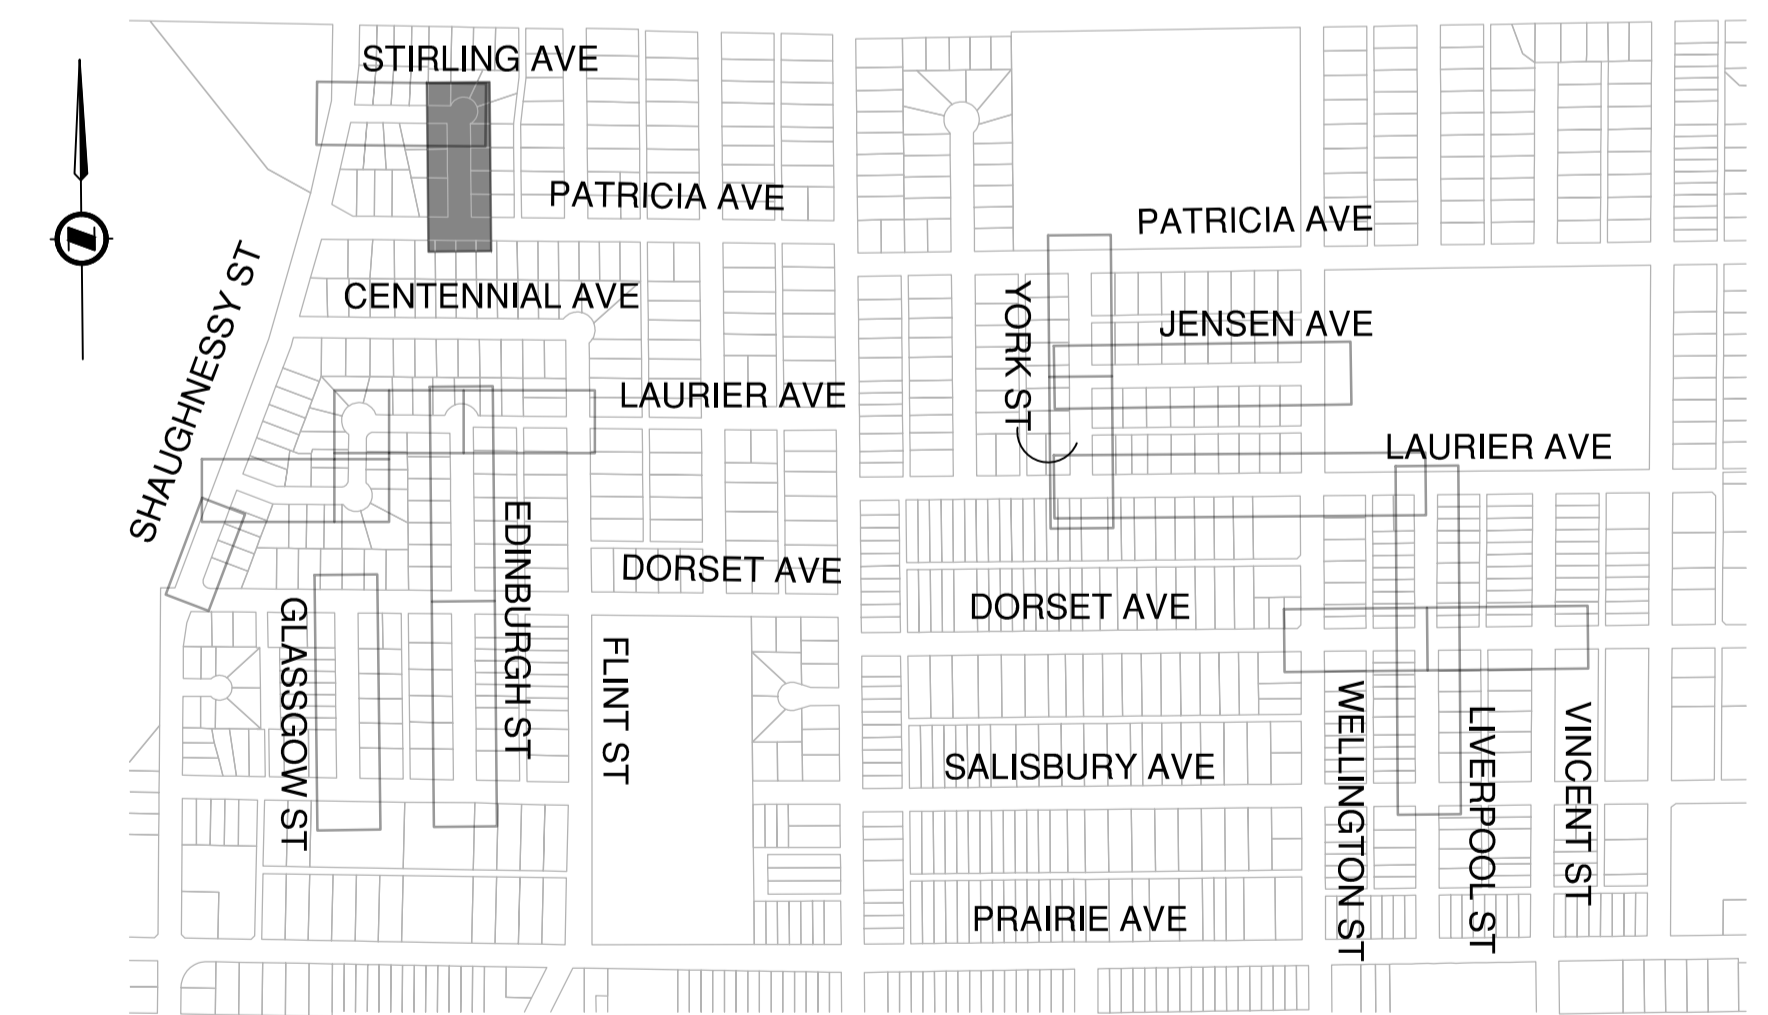 STIRLING AVE
PATRICIA AVE
PATRICIA AVE
SHAUGHNESSY ST
CENTENNIAL AVE
YORK ST
JENSEN AVE
LAURIER AVE
LAURIER AVE
EDINBURGH ST
DORSET AVE
DORSET AVE
GLASSGOW ST
FLINT ST
WELLINGTON ST
LIVERPOOL ST
VINCENT ST
SALISBURY AVE
PRAIRIE AVE